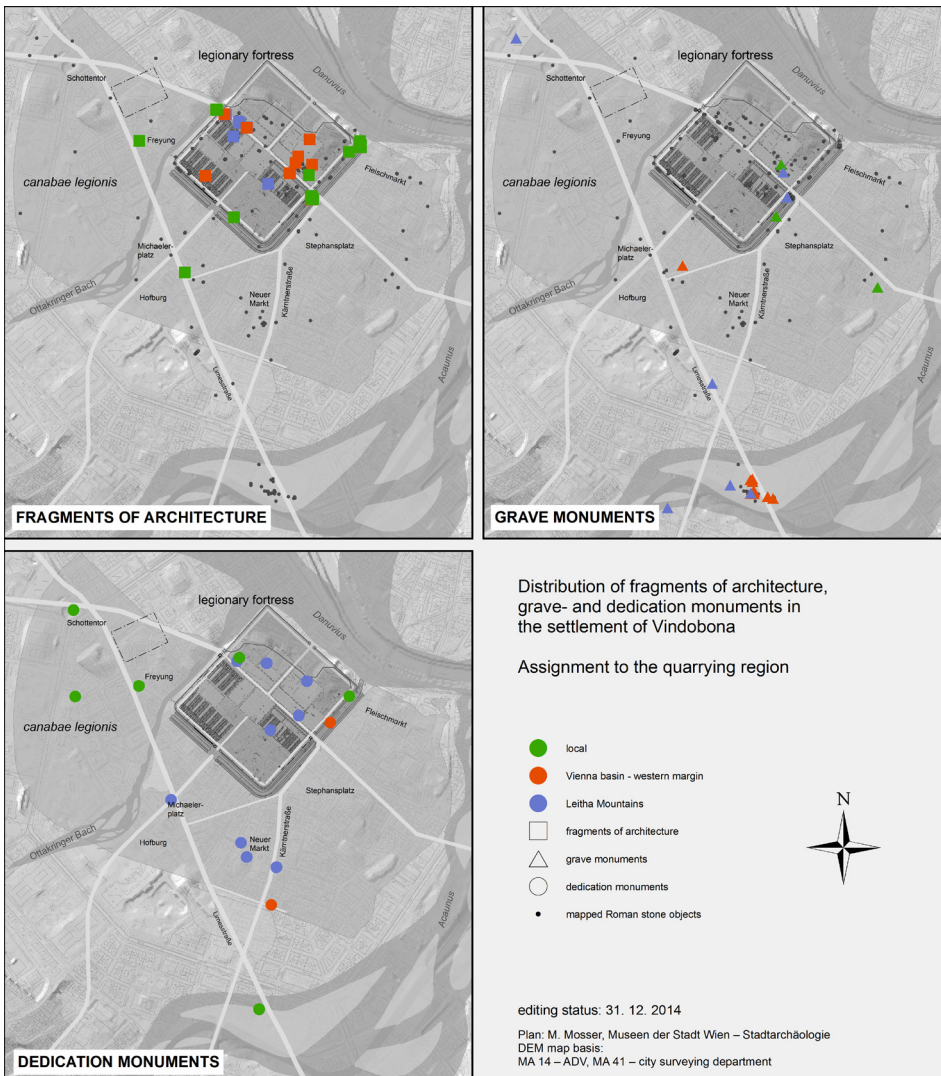 legionary fortress
Danuvius
Schottentor
Freyung
Fleischmarkt
canabae legionis
Michaeler-
platz
Stephansplatz
Ottakringer Bach
Hofburg
Neuer
Markt
Kärntnerstraße
Limesstraße
Acaunus
FRAGMENTS OF ARCHITECTURE
legionary fortress
Danuvius
Schottentor
Freyung
Fleischmarkt
canabae legionis
Michaeler-
platz
Stephansplatz
Ottakringer Bach
Hofburg
Neuer
Markt
Kärntnerstraße
Limesstraße
Acaunus
GRAVE MONUMENTS
legionary fortress
Danuvius
Schottentor
Freyung
Fleischmarkt
canabae legionis
Michaeler-
platz
Stephansplatz
Ottakringer Bach
Hofburg
Neuer
Markt
Kärntnerstraße
Limesstraße
Acaunus
DEDICATION MONUMENTS
Distribution of fragments of architecture,
grave- and dedication monuments in
the settlement of Vindobona
Assignment to the quarrying region
local
Vienna basin - western margin
Leitha Mountains
fragments of architecture
grave monuments
dedication monuments
mapped Roman stone objects
N
editing status: 31. 12. 2014
Plan: M. Mosser, Museen der Stadt Wien – Stadtarchäologie
DEM map basis:
MA 14 – ADV, MA 41 – city surveying department